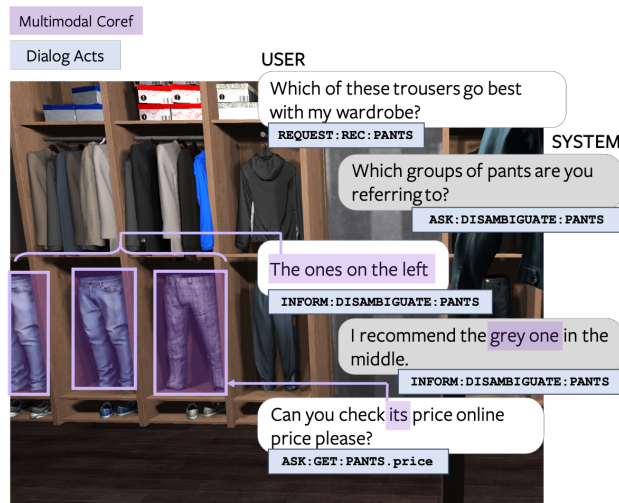 Multimodal Coref
Dialog Acts
USER
Which of these trousers go best
with my wardrobe?
REQUEST:REC:PANTS
SYSTEM
Which groups of pants are you
referring to?
ASK:DISAMBIGUATE:PANTS
The ones on the left
INFORM:DISAMBIGUATE:PANTS
I recommend the grey one in the
middle.
INFORM:DISAMBIGUATE:PANTS
Can you check its price online
price please?
ASK:GET:PANTS.price